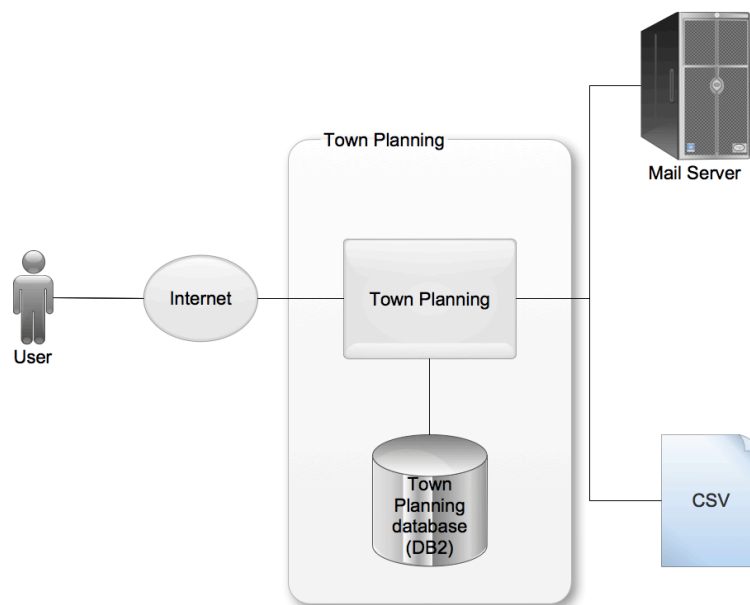 Town Planning
Mail Server
User
Internet
Town Planning
Town
Planning
database
(DB2)
CSV